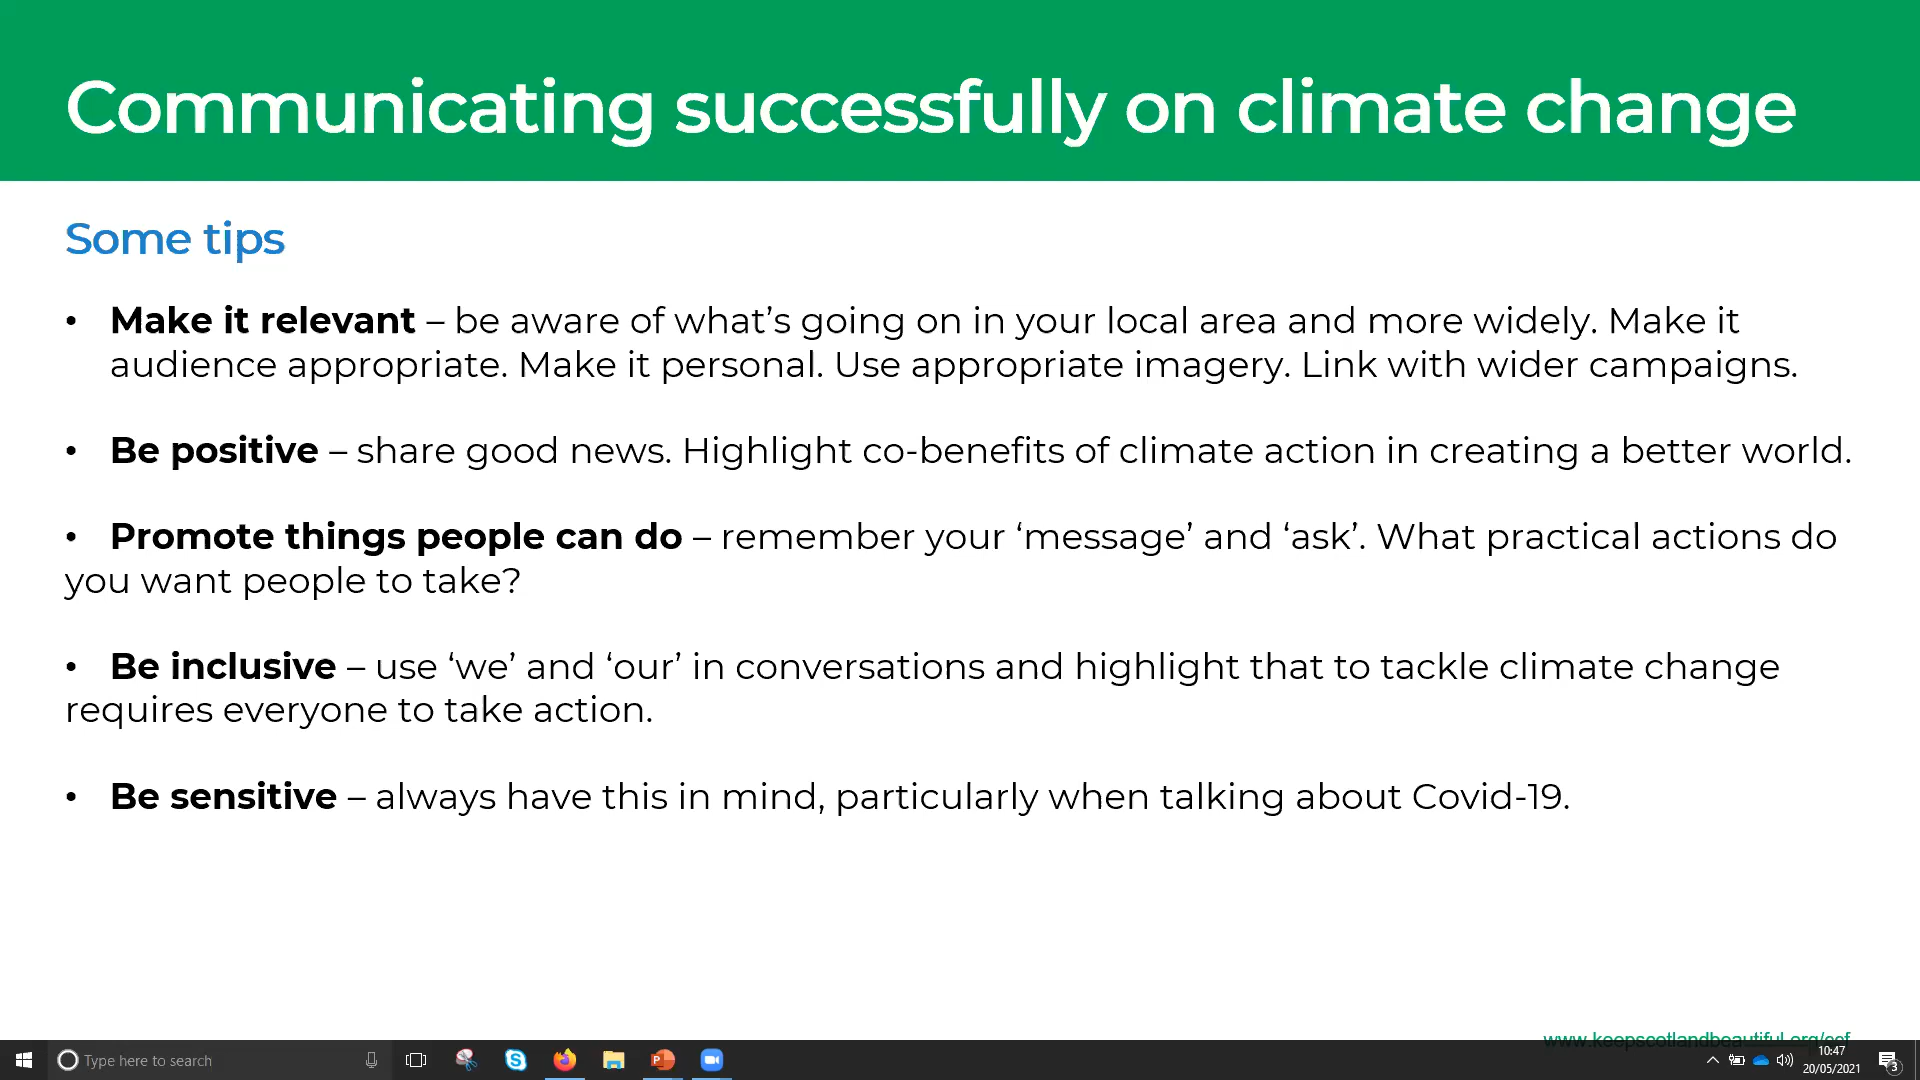 Communicating successfully on climate change
Some tips
• Make it relevant – be aware of what’s going on in your local area and more widely. Make it
audience appropriate. Make it personal. Use appropriate imagery. Link with wider campaigns.
• Be positive – share good news. Highlight co-benefits of climate action in creating a better world.
• Promote things people can do – remember your ‘message’ and ‘ask’. What practical actions do
you want people to take?
• Be inclusive – use ‘we’ and ‘our’ in conversations and highlight that to tackle climate change
requires everyone to take action.
• Be sensitive – always have this in mind, particularly when talking about Covid-19.
www.keepscotlandbeautiful.org/ccf
Type here to search
10:47
20/05/2021
3